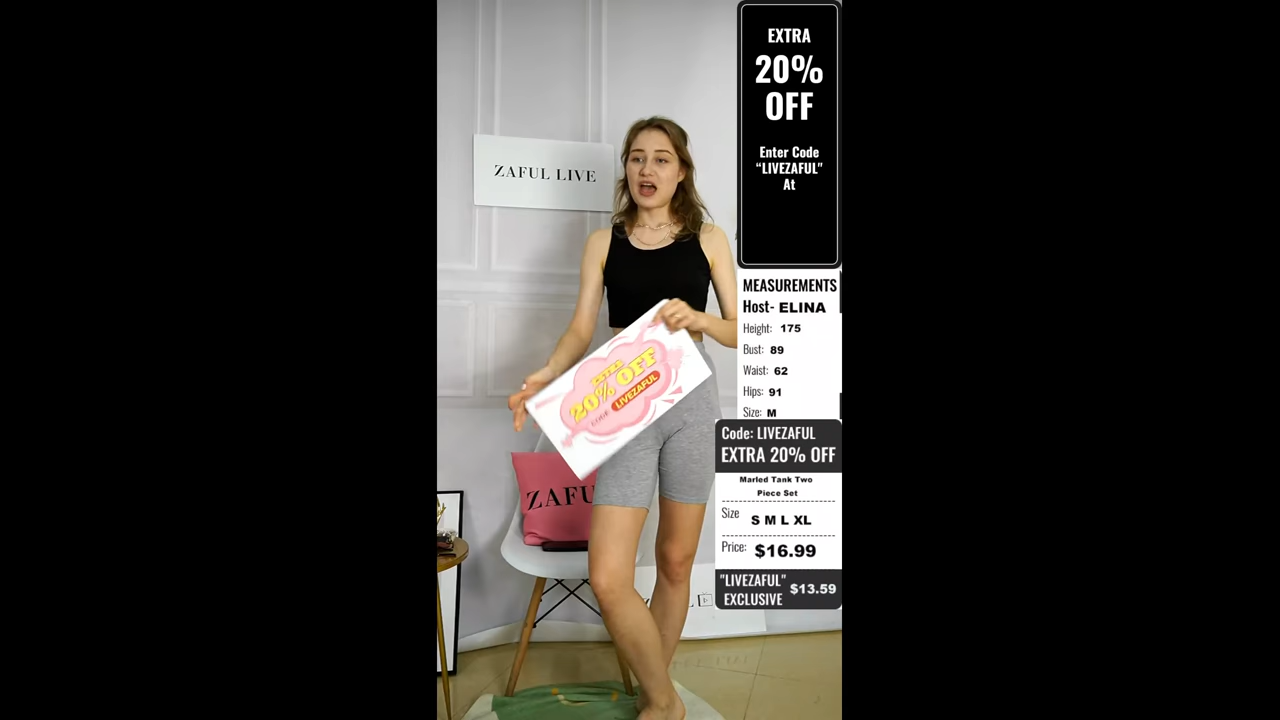 EXTRA
20%
OFF
Enter Code
“LIVEZAFUL”
At
ZAFUL LIVE
MEASUREMENTS
Host- ELINA
Height: 175
Bust: 89
Waist: 62
Hips: 91
Size: M
EXTRA
20% OFF
CODE LIVEZAFUL
Code: LIVEZAFUL
EXTRA 20% OFF
Marled Tank Two
Piece Set
Size S M L XL
Price: $16.99
"LIVEZAFUL"
EXCLUSIVE $13.59
ZAFU